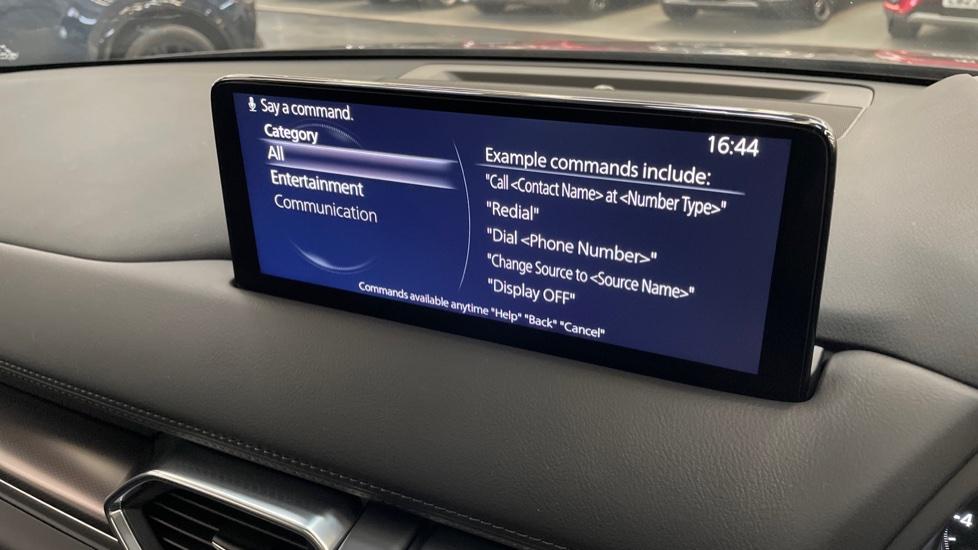 Say a command.
16:44
Category
All
Entertainment
Communication
Example commands include:
"Call <Contact Name> at <Number Type>"
"Redial"
"Dial <Phone Number>"
"Change Source to <Source Name>"
"Display OFF"
Commands available anytime "Help" "Back" "Cancel"
-4